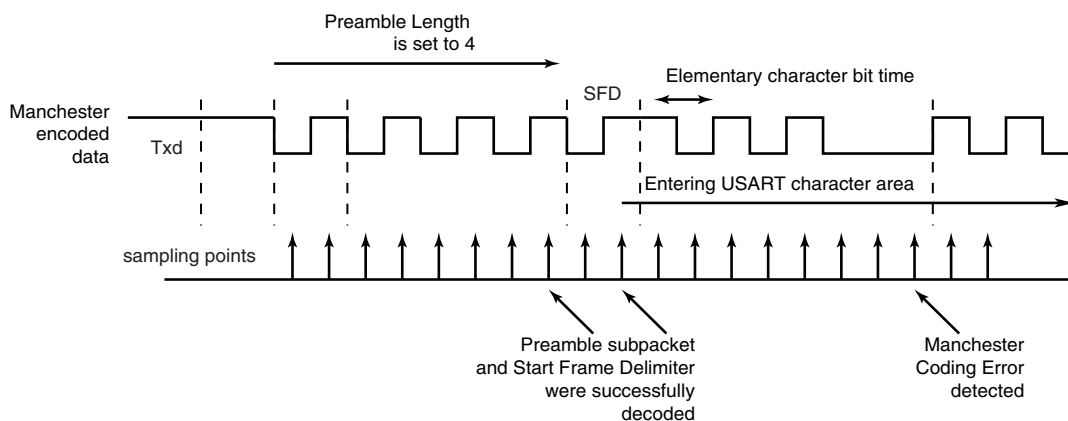 Preamble Length
is set to 4
Elementary character bit time
SFD
Manchester
encoded
data
Txd
Entering USART character area
sampling points
Preamble subpacket
and Start Frame Delimiter
were successfully
decoded
Manchester
Coding Error
detected